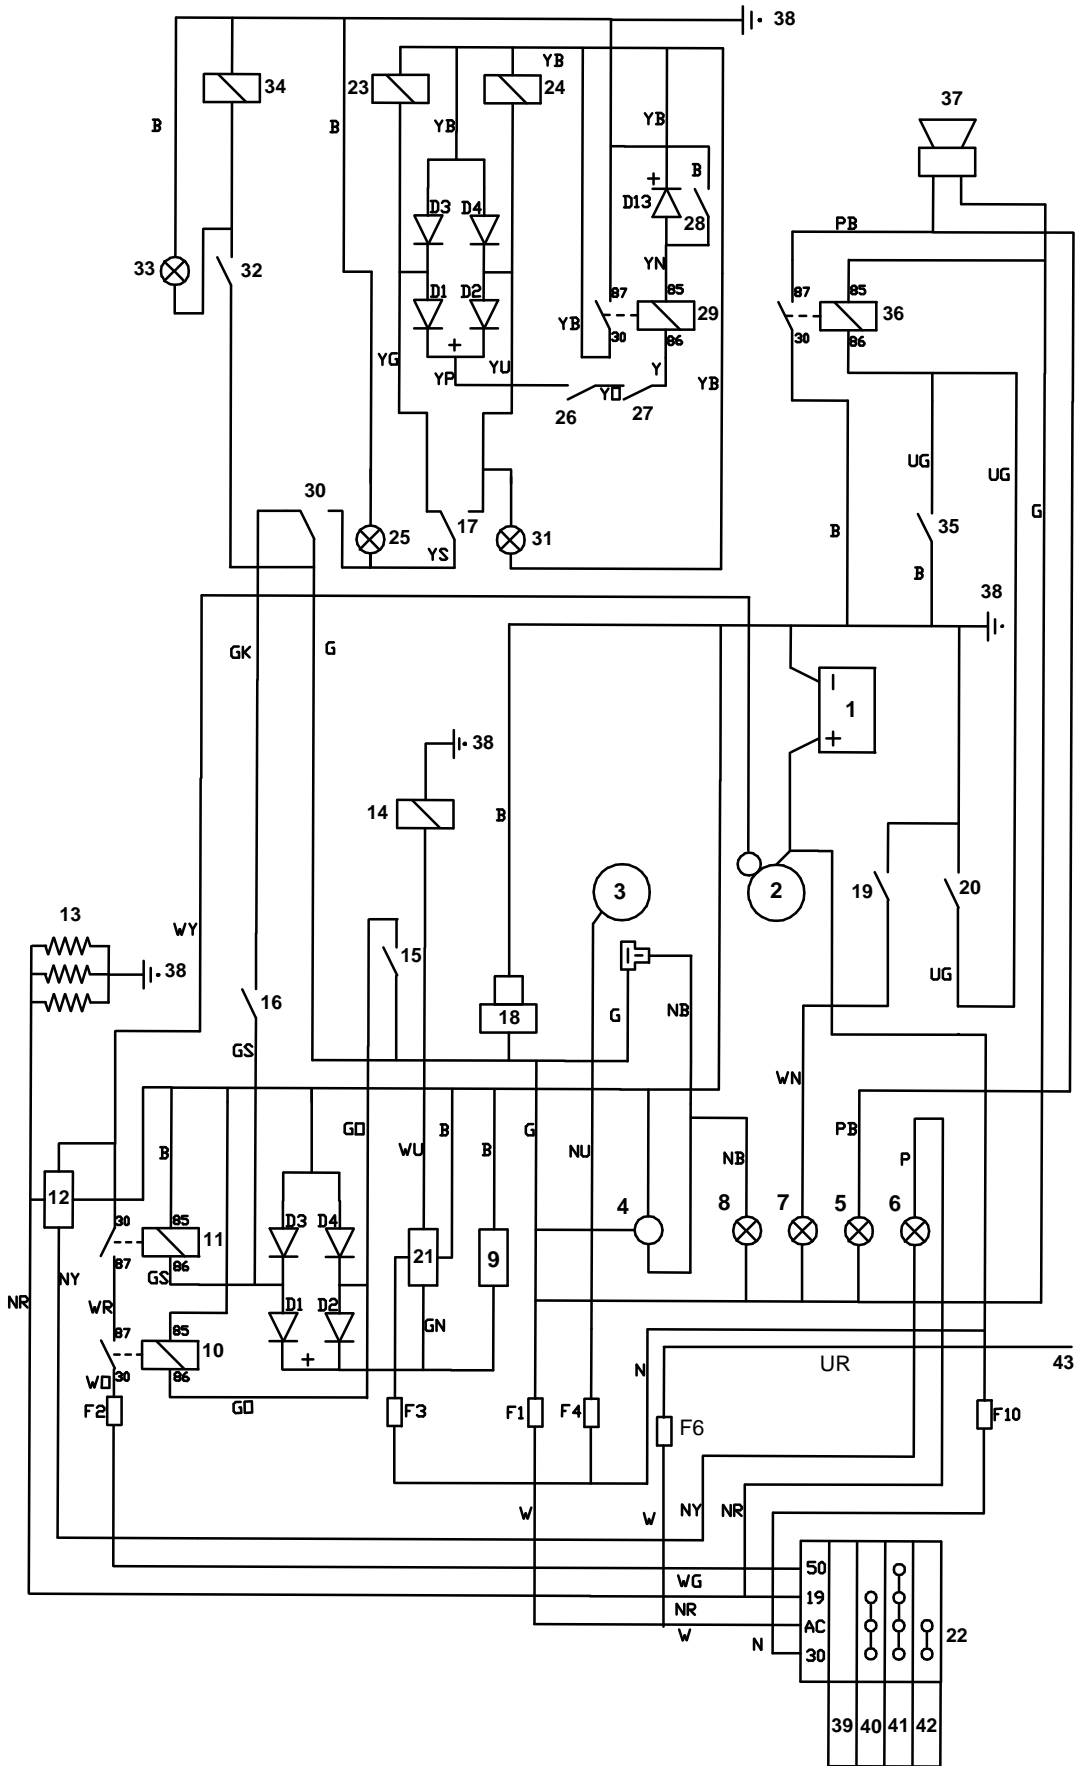 38
34
23
YB
24
37
B
B
YB
YB
B
D3
D4
D13
28
PB
33
32
YN
87
85
29
87
85
36
D1
D2
+
+
YB
30
86
30
86
YG
YP
YU
Y
YB
26
YO
27
UG
UG
30
17
G
25
YS
31
B
35
B
38
GK
G
1
38
14
B
3
2
19
20
13
WY
15
38
UG
16
18
G
NB
GS
WN
B
GO
WU
B
B
G
NU
NB
PB
P
12
4
8
7
5
6
30
85
11
D3
D4
21
9
87
86
NY
GS
NR
WR
D1
D2
GN
87
85
10
+
WO
30
86
N
UR
43
F2
GO
F3
F1
F4
F6
F10
W
W
NY
NR
50
WG
19
NR
AC
W
N
30
22
39
40
41
42